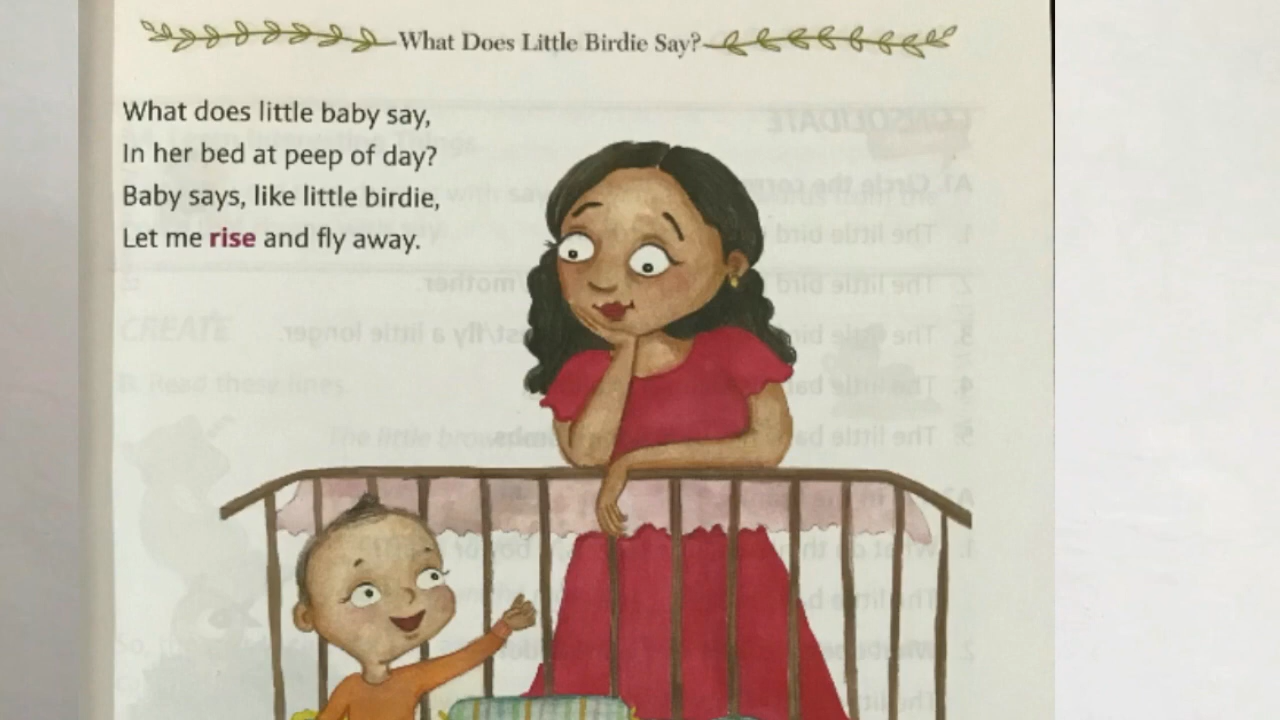 What Does Little Birdie Say?
What does little baby say,
In her bed at peep of day?
Baby says, like little birdie,
Let me rise and fly away.